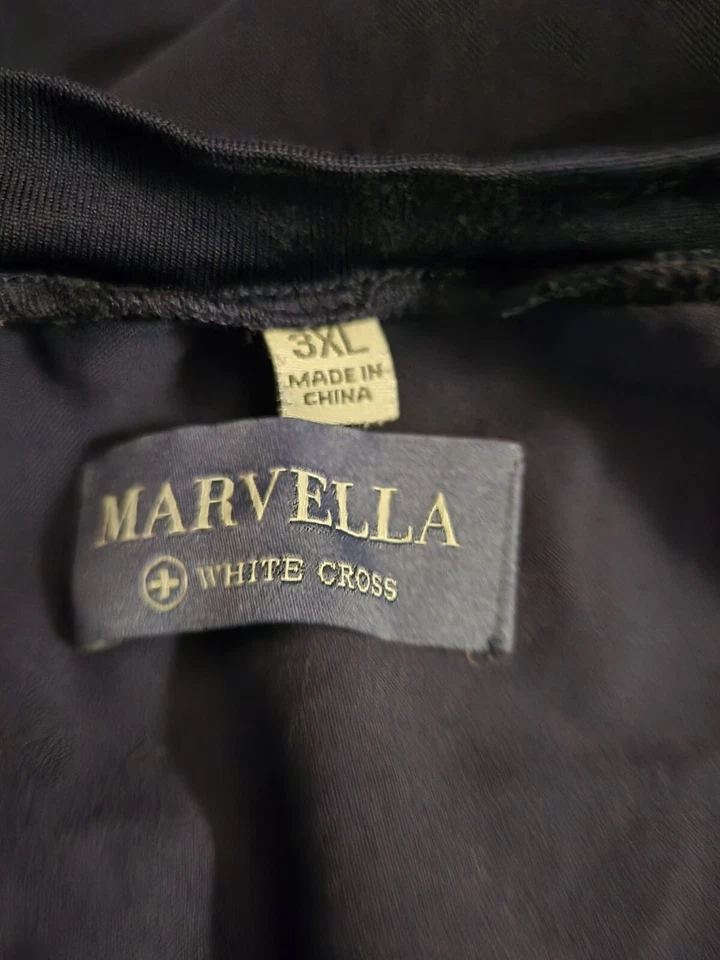 3XL
MADE IN
CHINA
MARVELLA
WHITE CROSS